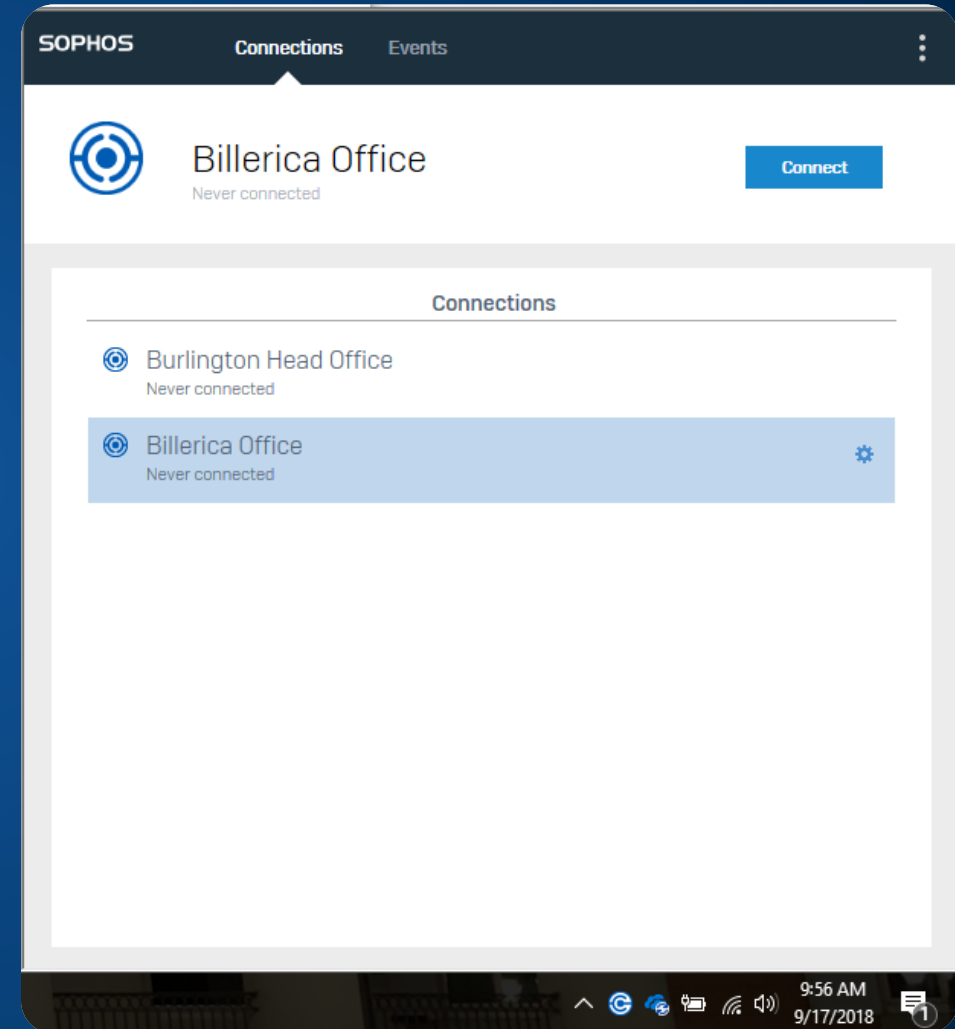 SOPHOS Connections Events
Billerica Office
Never connected
Connect
Connections
Burlington Head Office
Never connected
Billerica Office
Never connected
9:56 AM
9/17/2018
1